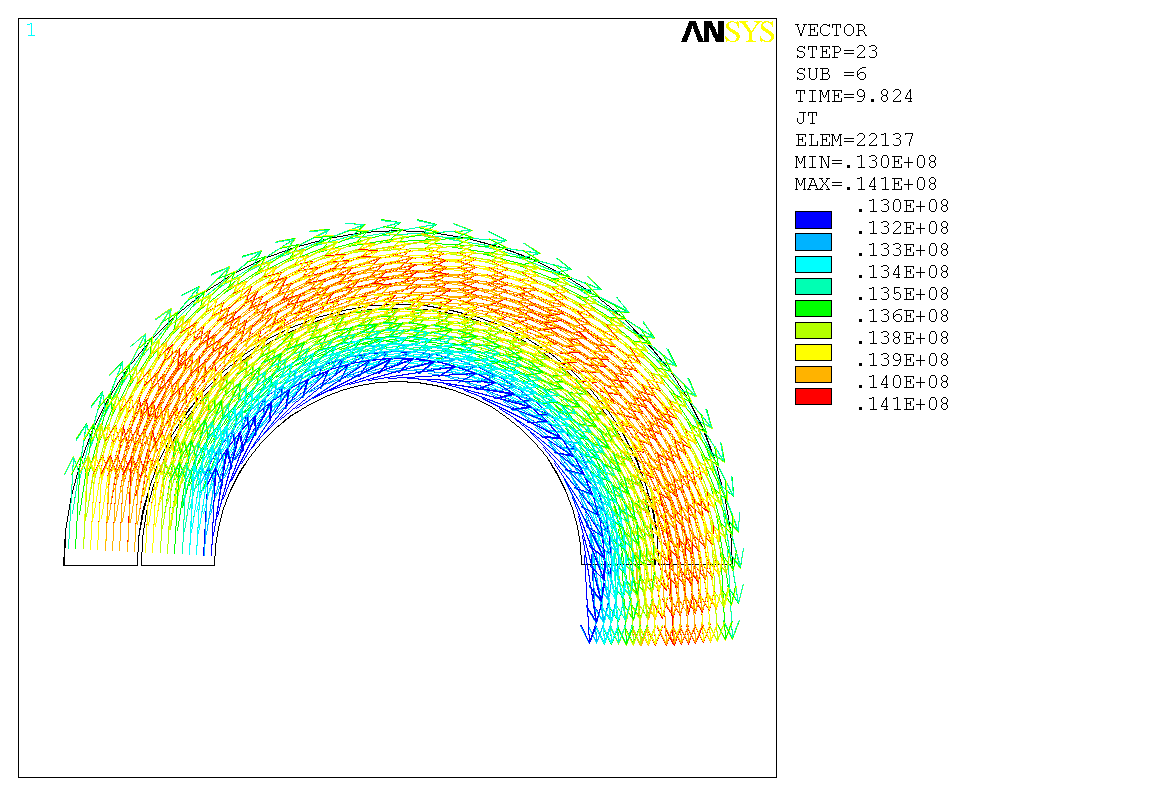 1
ANSYS
VECTOR
STEP=23
SUB =6
TIME=9.824
JT
ELEM=22137
MIN=.130E+08
MAX=.141E+08
.130E+08
.132E+08
.133E+08
.134E+08
.135E+08
.136E+08
.138E+08
.139E+08
.140E+08
.141E+08